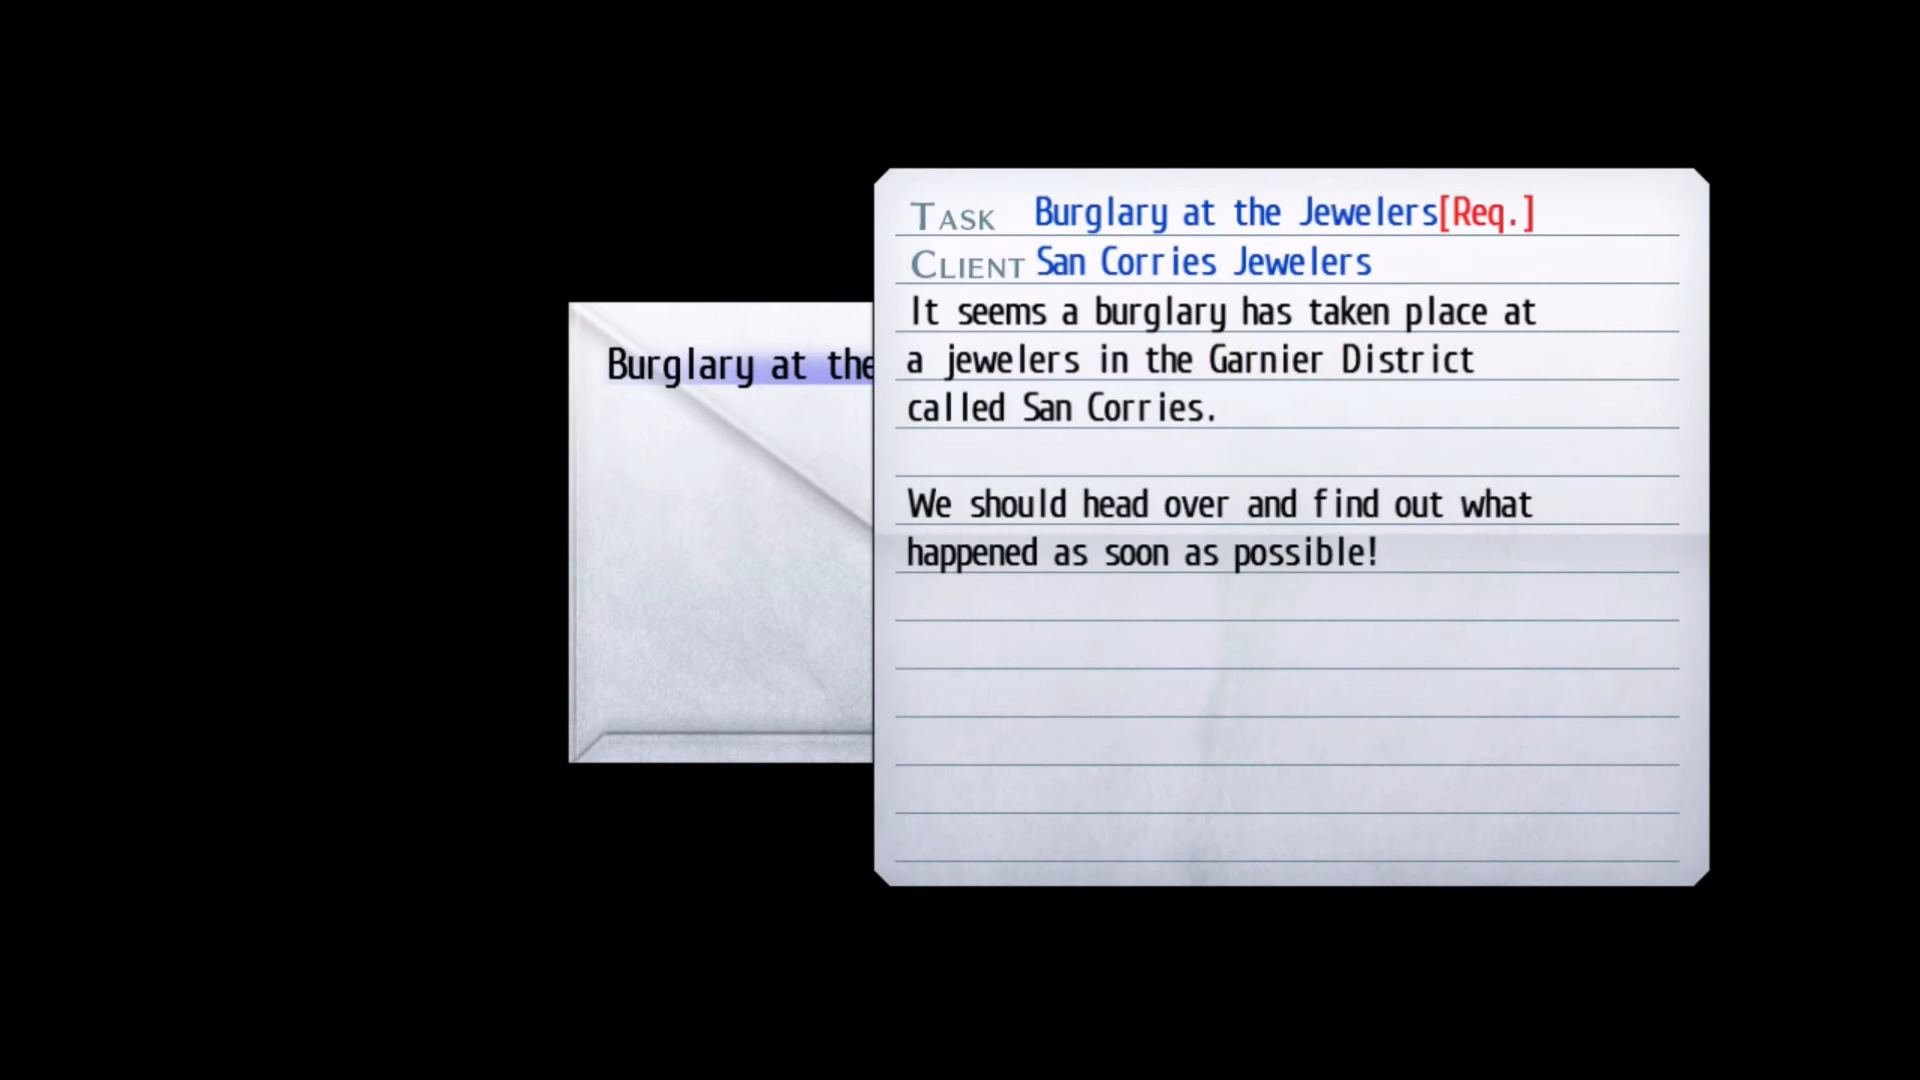 Burglary at the
TASK Burglary at the Jewelers[Req.]
CLIENT San Corries Jewelers
It seems a burglary has taken place at
a jewelers in the Garnier District
called San Corries.
We should head over and find out what
happened as soon as possible!